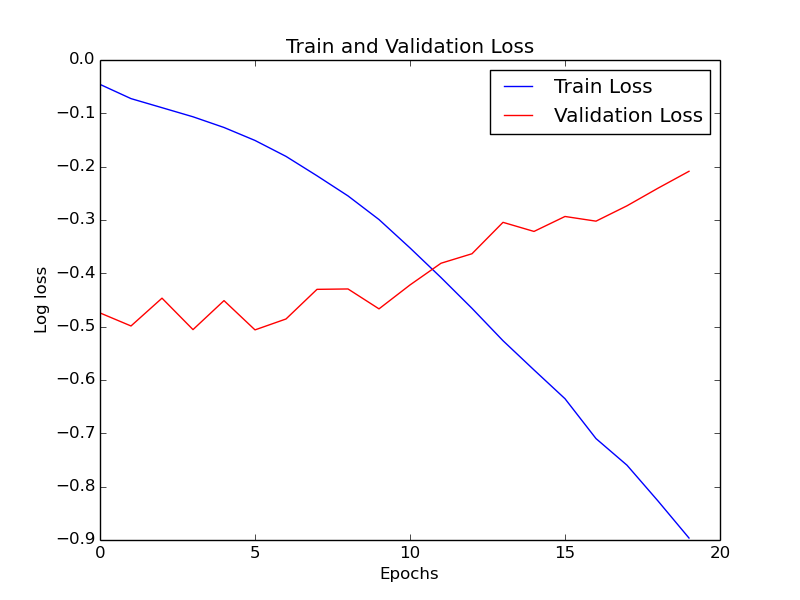 Train and Validation Loss
Train Loss
Validation Loss
0.0
−0.1
−0.2
−0.3
−0.4
−0.5
−0.6
−0.7
−0.8
−0.9
Log loss
0 5 10 15 20
Epochs